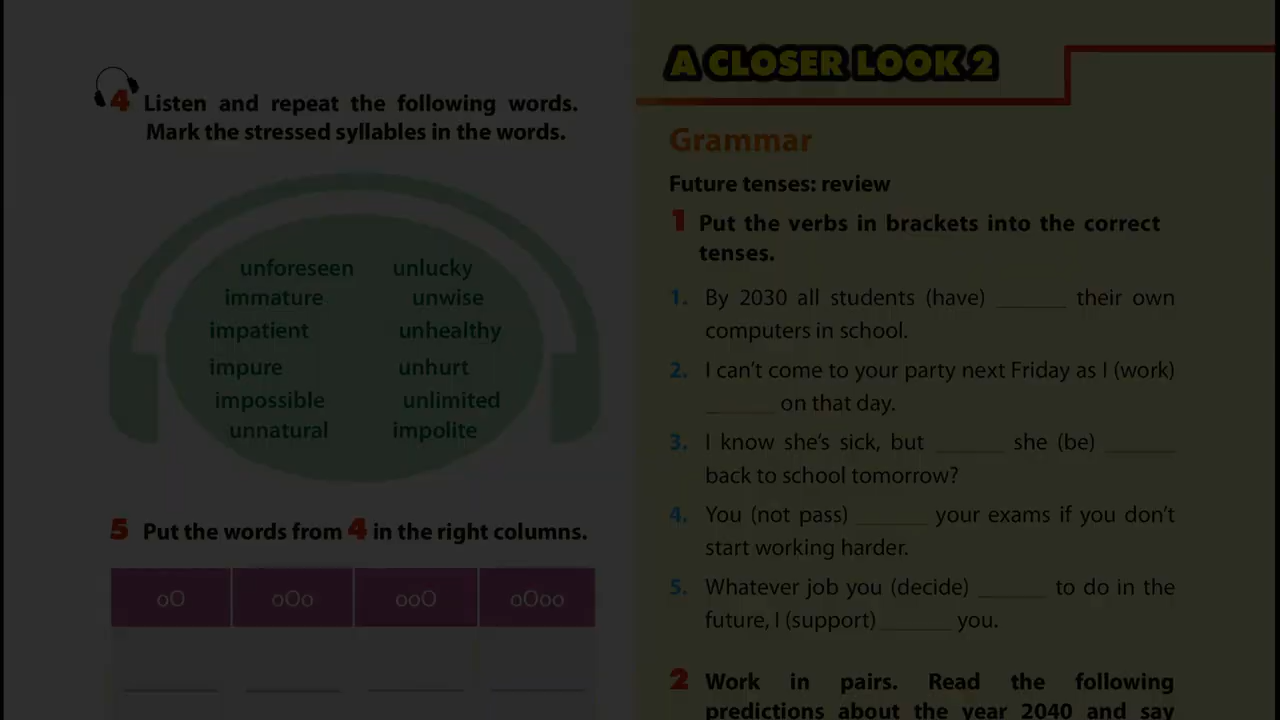 4 Listen and repeat the following words.
Mark the stressed syllables in the words.
unforeseen unlucky
immature unwise
impatient unhealthy
impure unhurt
impossible unlimited
unnatural impolite
5 Put the words from 4 in the right columns.
oO oOo ooO oOoo
A CLOSER LOOK 2
Grammar
Future tenses: review
1 Put the verbs in brackets into the correct
tenses.
1. By 2030 all students (have) ______ their own
computers in school.
2. I can't come to your party next Friday as I (work)
______ on that day.
3. I know she's sick, but ______ she (be) ______
back to school tomorrow?
4. You (not pass) ______ your exams if you don't
start working harder.
5. Whatever job you (decide) ______ to do in the
future, I (support) ______ you.
2 Work in pairs. Read the following
predictions about the year 2040 and say